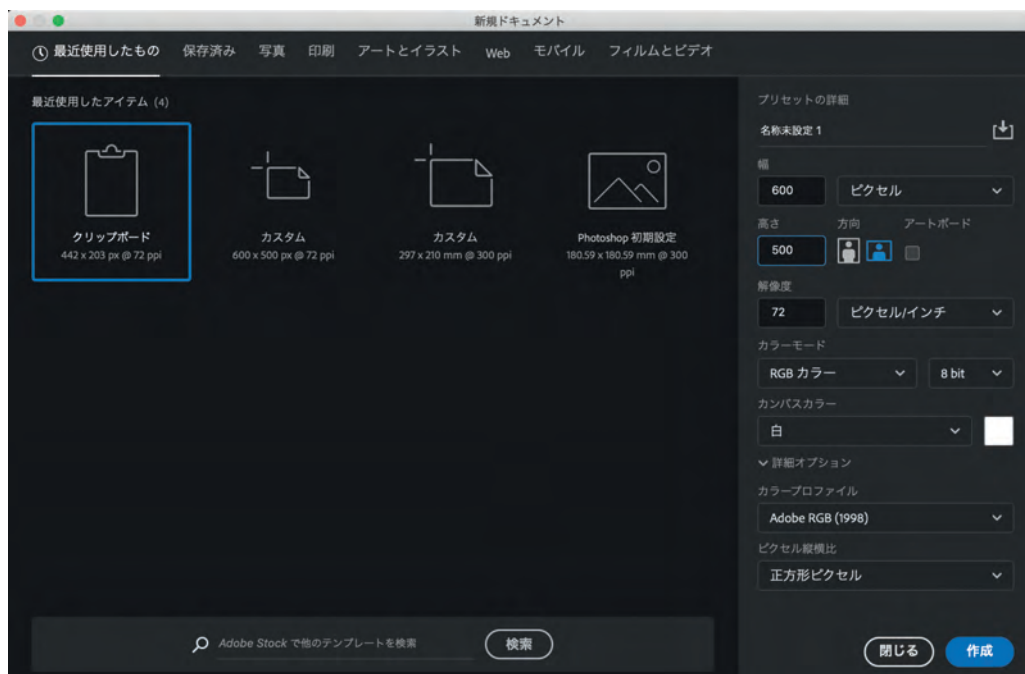 新規ドキュメント
最近使用したもの 保存済み 写真 印刷 アートとイラスト Web モバイル フィルムとビデオ
最近使用したアイテム (4)
クリップボード
442 x 203 px @ 72 ppi
カスタム
600 x 500 px @ 72 ppi
カスタム
297 x 210 mm @ 300 ppi
Photoshop 初期設定
180.59 x 180.59 mm @ 300
ppi
Adobe Stock で他のテンプレートを検索 検索
プリセットの詳細
名称未設定 1
幅
600 ピクセル
高さ 方向 アートボード
500
解像度
72 ピクセル/インチ
カラーモード
RGB カラー 8 bit
カンバスカラー
白
詳細オプション
カラープロファイル
Adobe RGB (1998)
ピクセル縦横比
正方形ピクセル
閉じる 作成